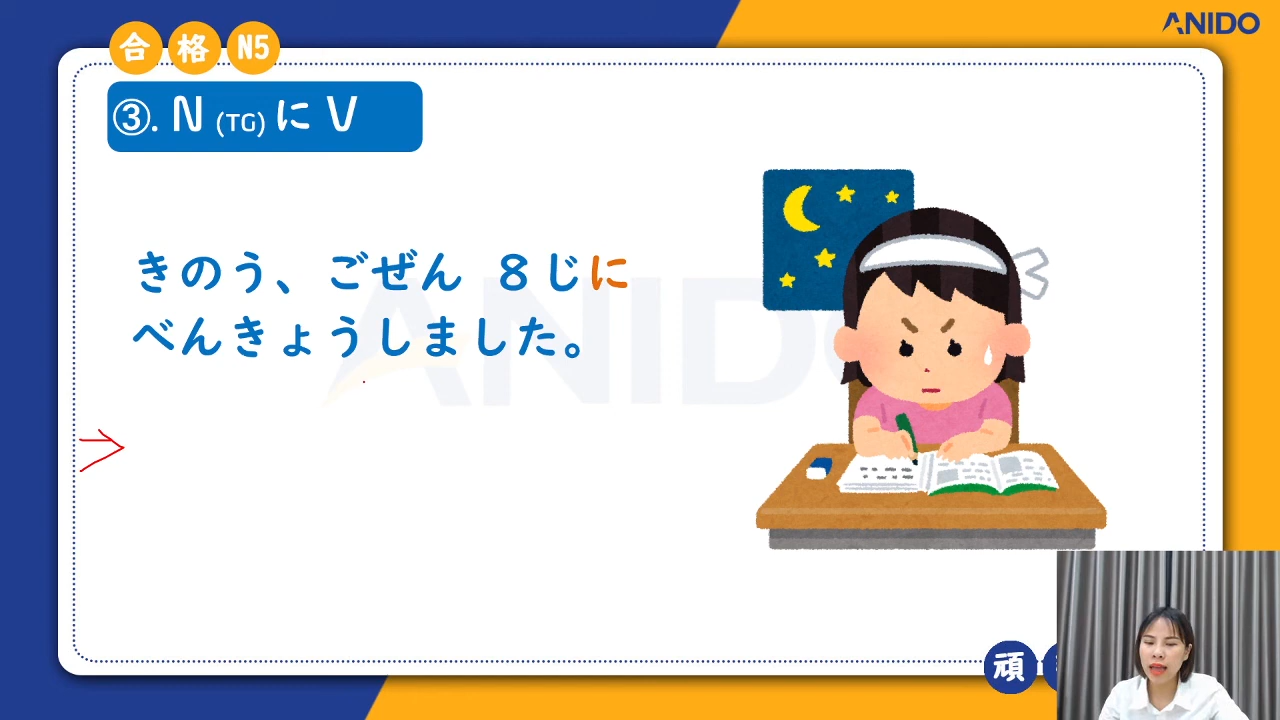 ANIDO
合格 N5
③. N (TG) に V
きのう、ごぜん 8じに
べんきょうしました。
ANIDO
頑